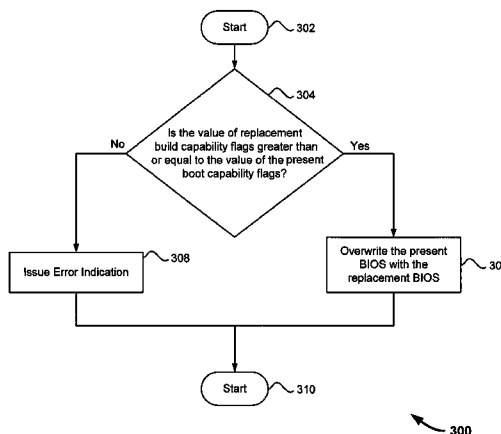 Start
302
304
Is the value of replacement
build capability flags greater than
or equal to the value of the present
boot capability flags?
No
Yes
Issue Error Indication
308
Overwrite the present
BIOS with the
replacement BIOS
30
Start
310
300